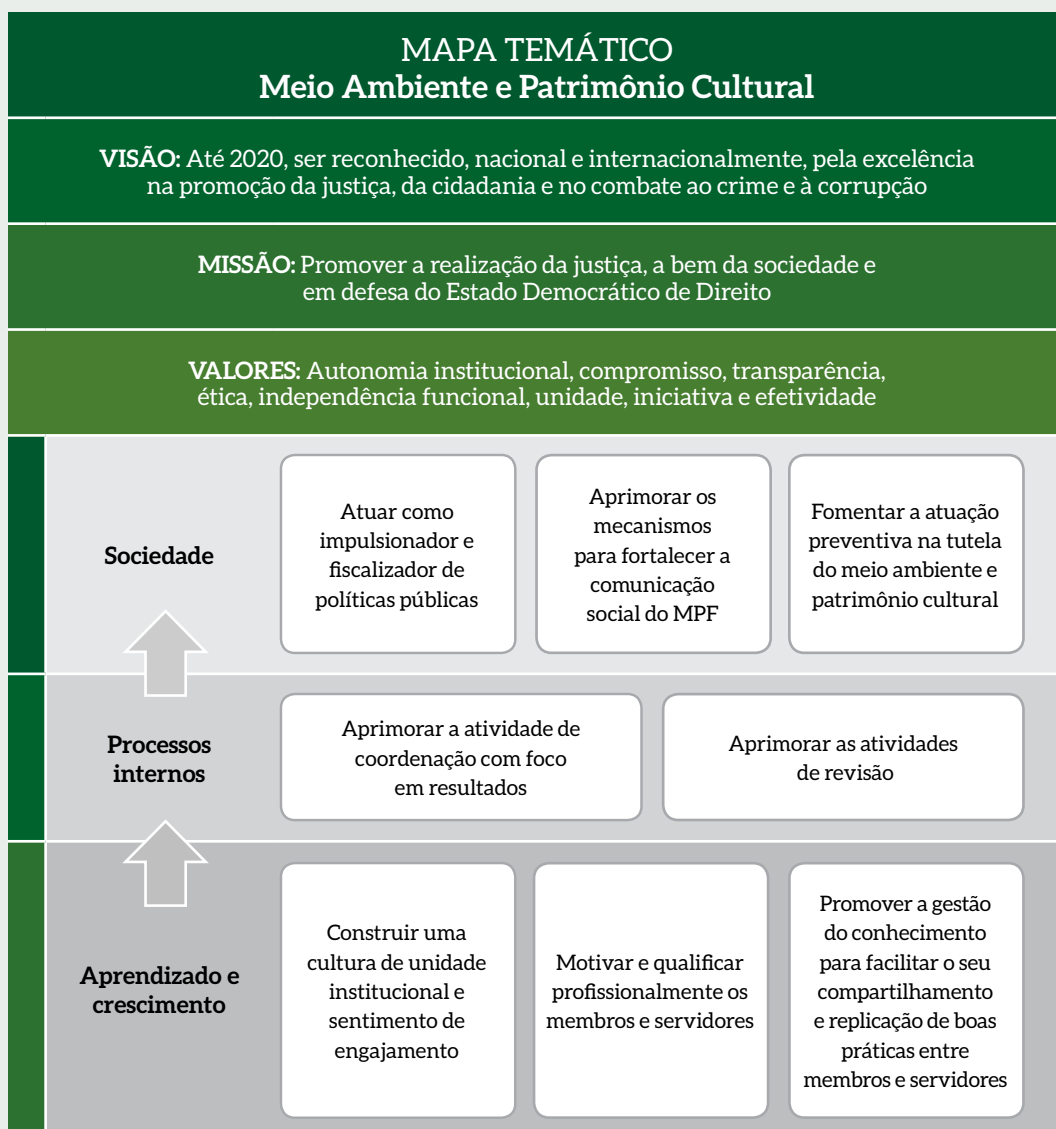 MAPA TEMÁTICO
Meio Ambiente e Patrimônio Cultural
VISÃO: Até 2020, ser reconhecido, nacional e internacionalmente, pela excelência
na promoção da justiça, da cidadania e no combate ao crime e à corrupção
MISSÃO: Promover a realização da justiça, a bem da sociedade e
em defesa do Estado Democrático de Direito
VALORES: Autonomia institucional, compromisso, transparência,
ética, independência funcional, unidade, iniciativa e efetividade
Sociedade
Atuar como
impulsionador e
fiscalizador de
políticas públicas
Aprimorar os
mecanismos
para fortalecer a
comunicação
social do MPF
Fomentar a atuação
preventiva na tutela
do meio ambiente e
patrimônio cultural
Processos
internos
Aprimorar a atividade de
coordenação com foco
em resultados
Aprimorar as atividades
de revisão
Aprendizado e
crescimento
Construir uma
cultura de unidade
institucional e
sentimento de
engajamento
Motivar e qualificar
profissionalmente os
membros e servidores
Promover a gestão
do conhecimento
para facilitar o seu
compartilhamento
e replicação de boas
práticas entre
membros e servidores